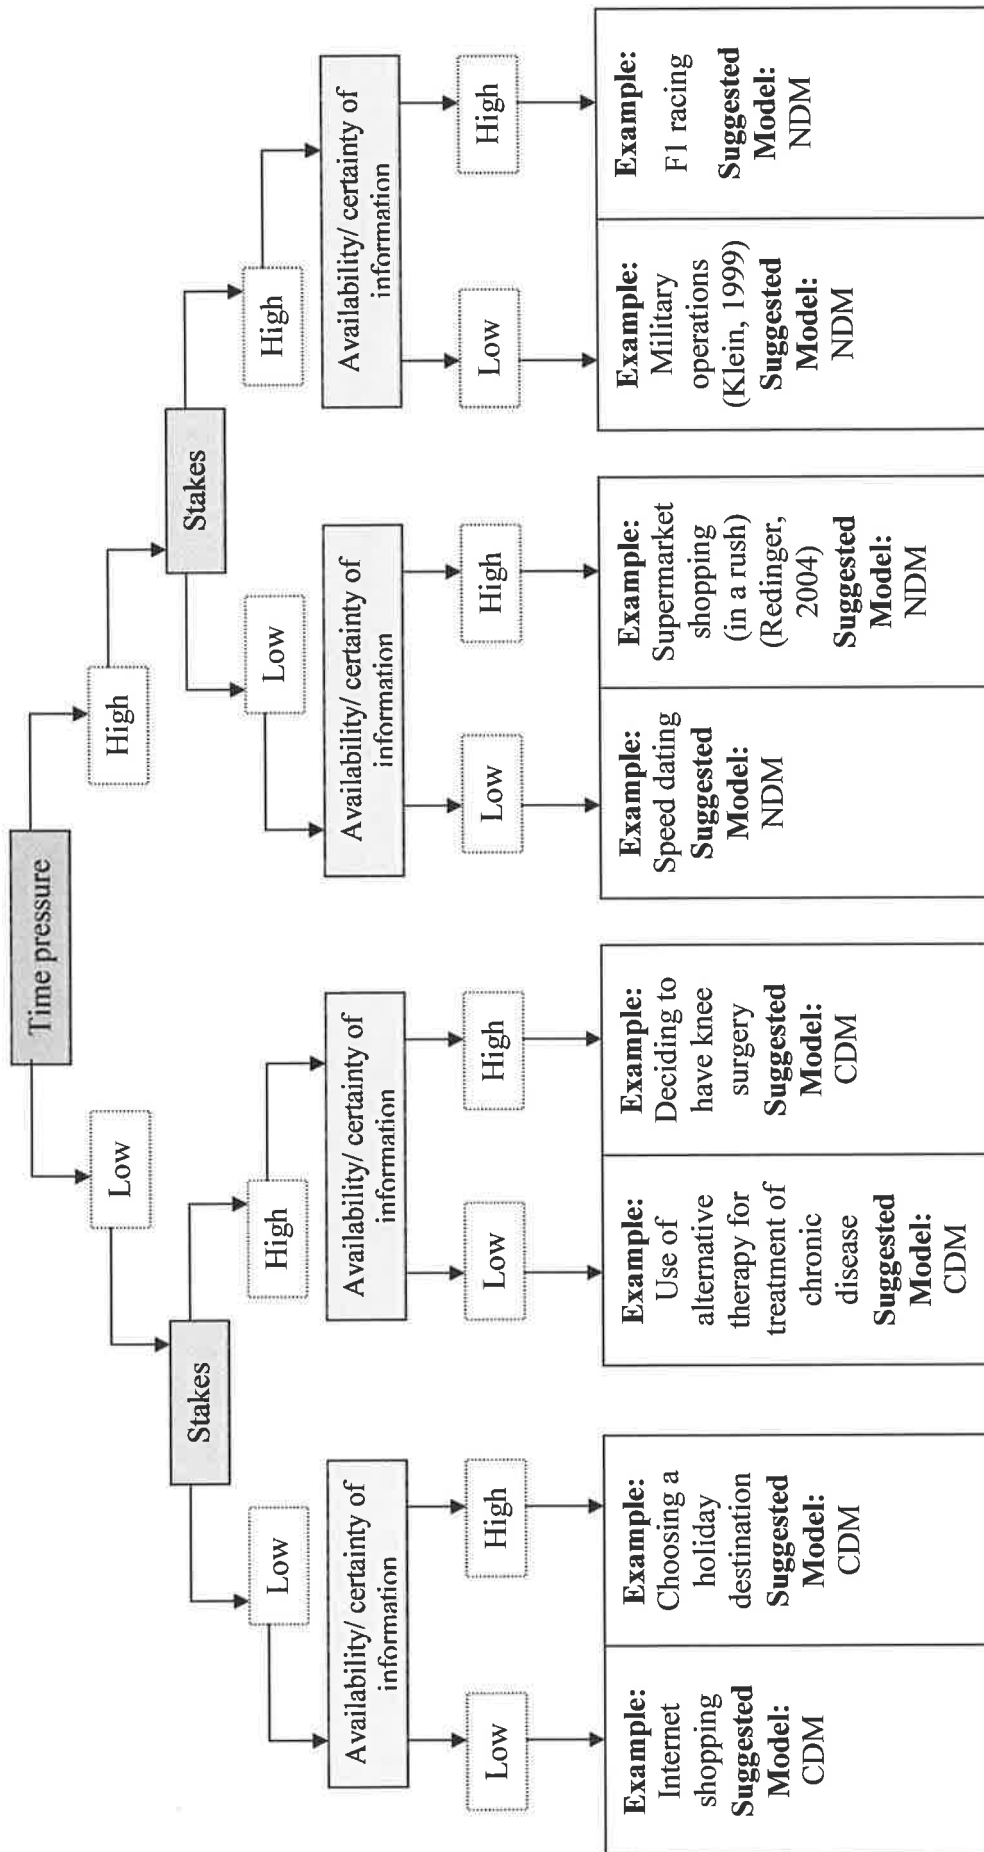 Time pressure
Low
High
Stakes
Stakes
Low
High
Low
High
Availability/ certainty of
information
Availability/ certainty of
information
Availability/ certainty of
information
Availability/ certainty of
information
Low
High
Low
High
Low
High
Low
High
Example:
Internet
shopping
Suggested
Model:
CDM
Example:
Choosing a
holiday
destination
Suggested
Model:
CDM
Example:
Use of
alternative
therapy for
treatment of
chronic
disease
Suggested
Model:
CDM
Example:
Deciding to
have knee
surgery
Suggested
Model:
CDM
Example:
Speed dating
Suggested
Model:
NDM
Example:
Supermarket
shopping
(in a rush)
(Redinger,
2004)
Suggested
Model:
NDM
Example:
Military
operations
(Klein, 1999)
Suggested
Model:
NDM
Example:
F1 racing
Suggested
Model:
NDM